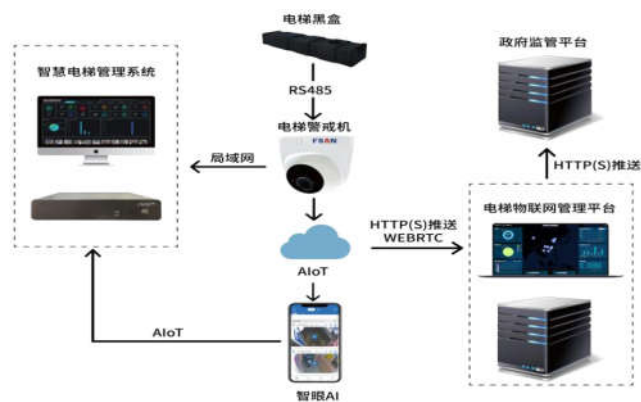 电梯黑盒
政府监管平台
智慧电梯管理系统
RS485
电梯警戒机
FSAN
局域网
HTTP(S)推送
HTTP(S)推送
WEBRTC
电梯物联网管理平台
AIoT
AIoT
智眼AI